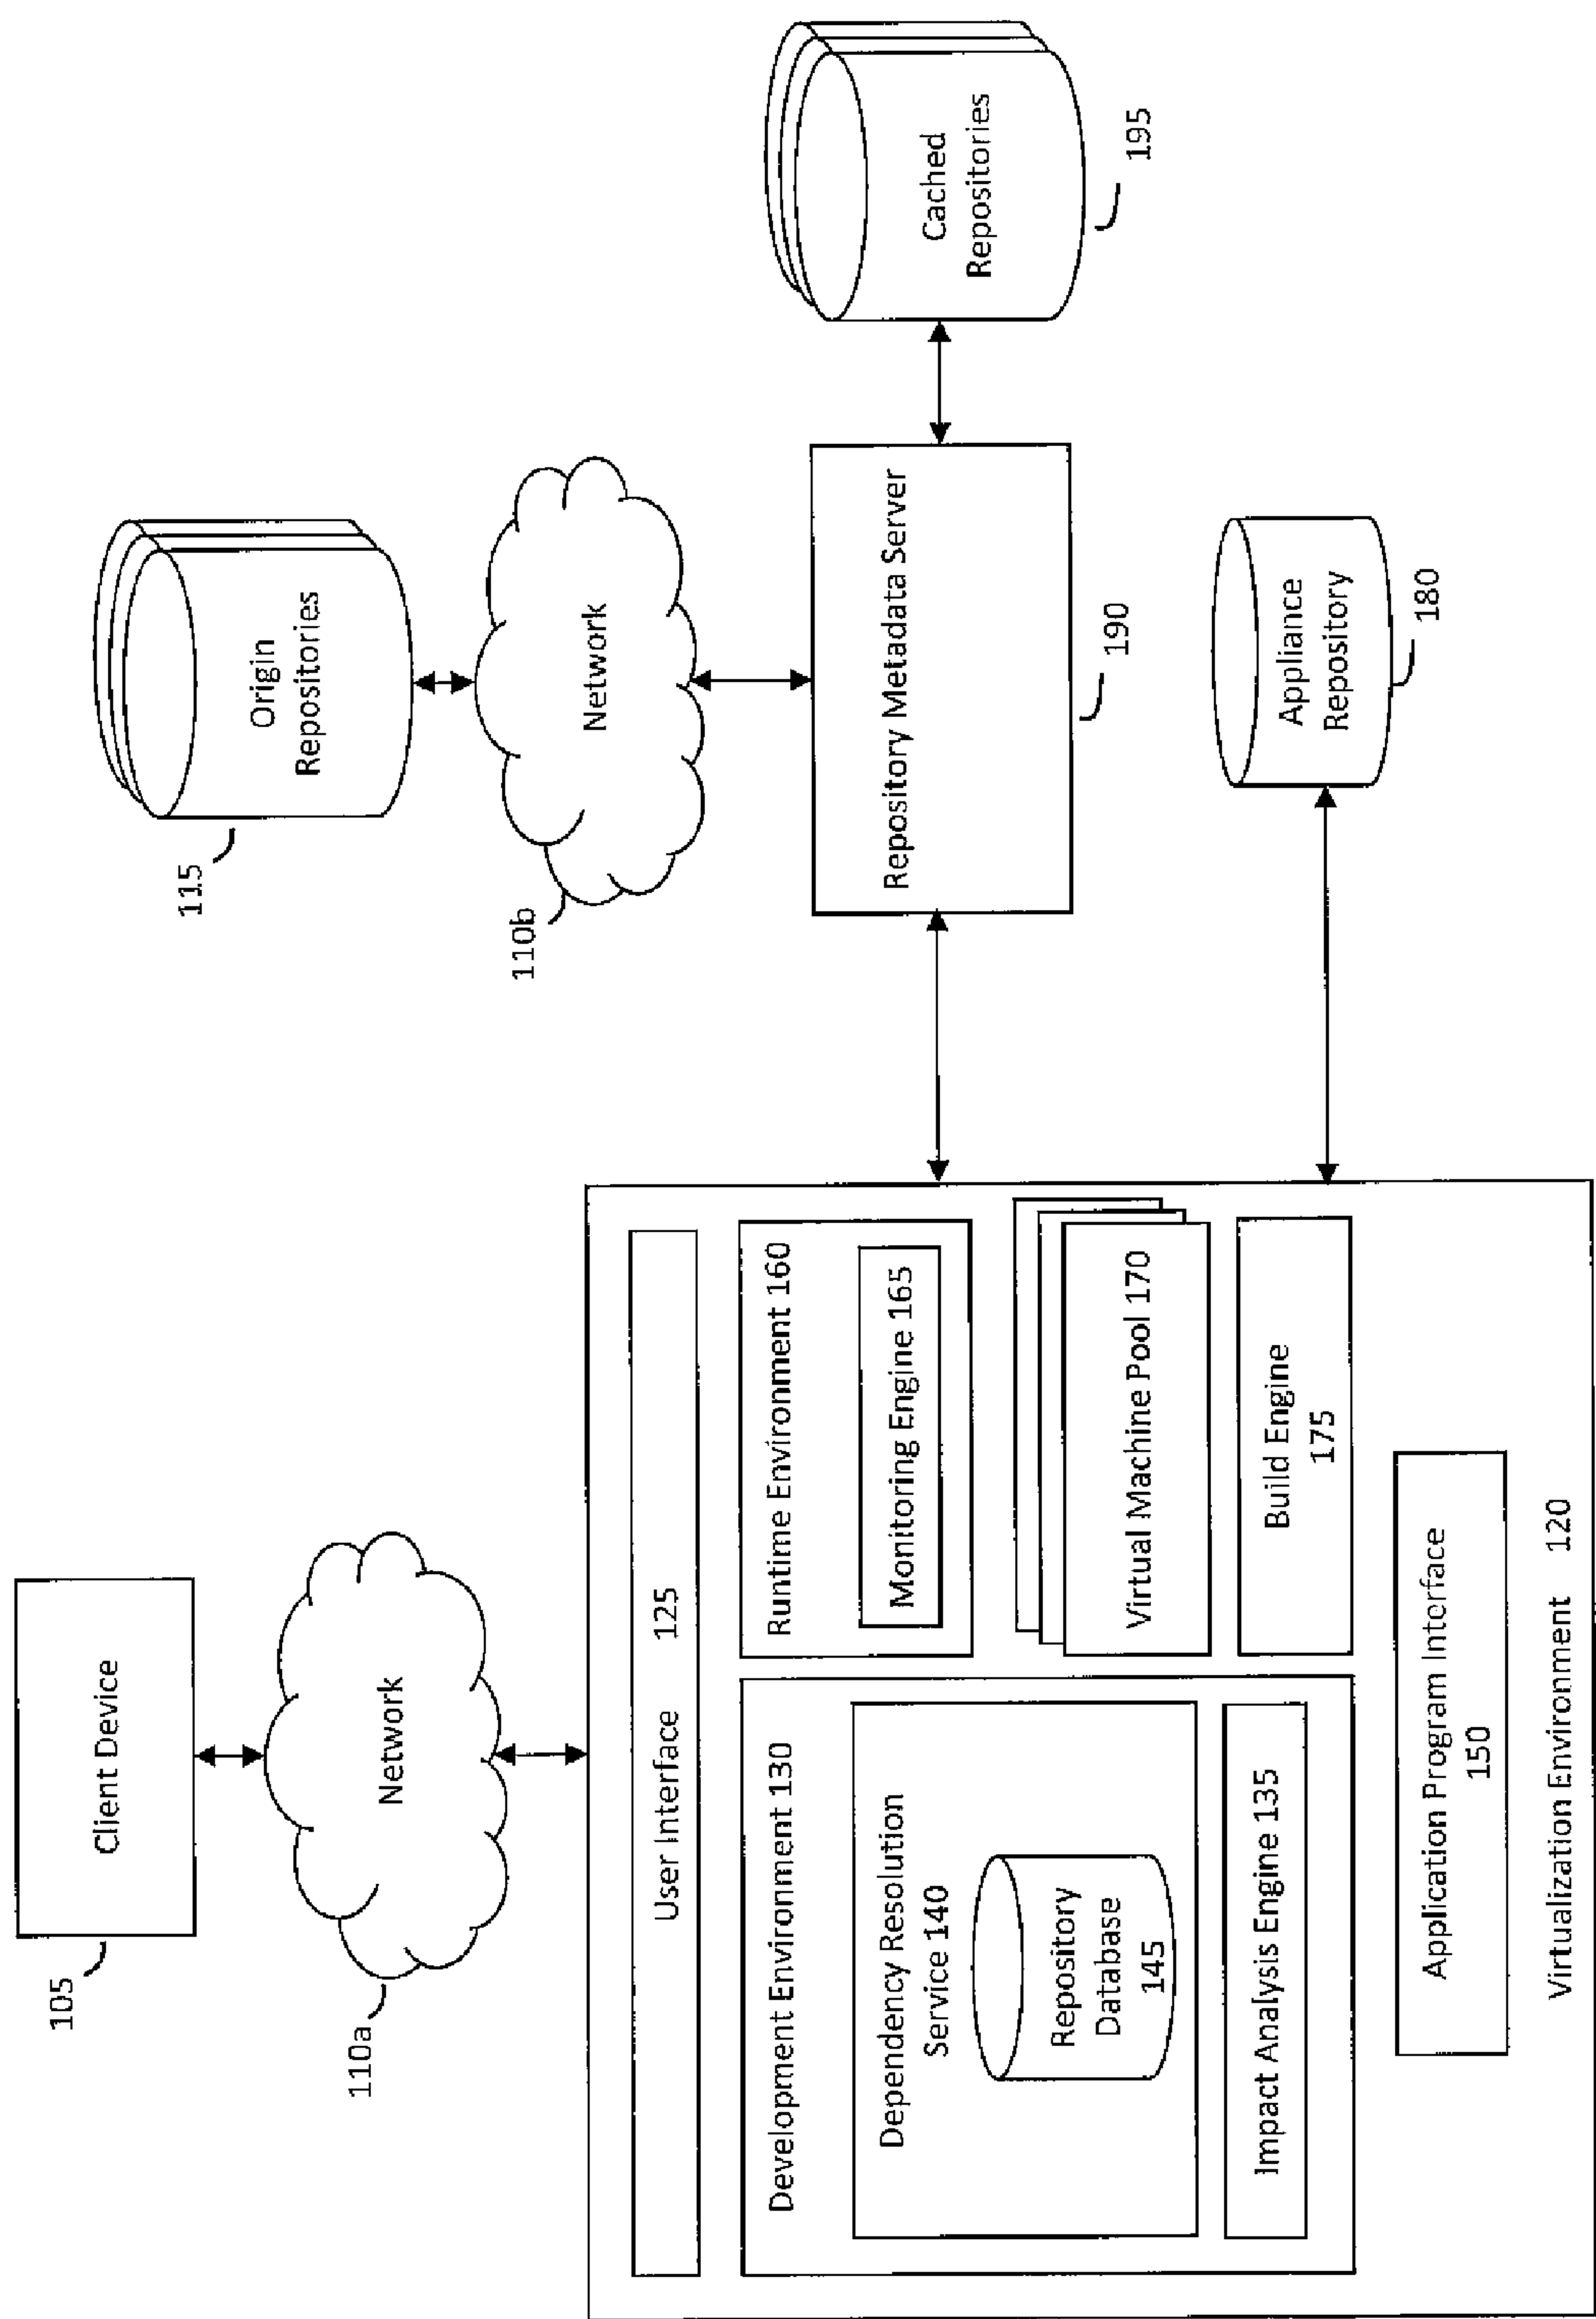 Client Device
105
Network
110a
Origin
Repositories
115
Network
110b
Repository Metadata Server
190
Cached
Repositories
195
Appliance
Repository
180
User Interface 125
Development Environment 130
Dependency Resolution
Service 140
Repository
Database
145
Impact Analysis Engine 135
Runtime Environment 160
Monitoring Engine 165
Virtual Machine Pool 170
Build Engine
175
Application Program Interface
150
Virtualization Environment 120